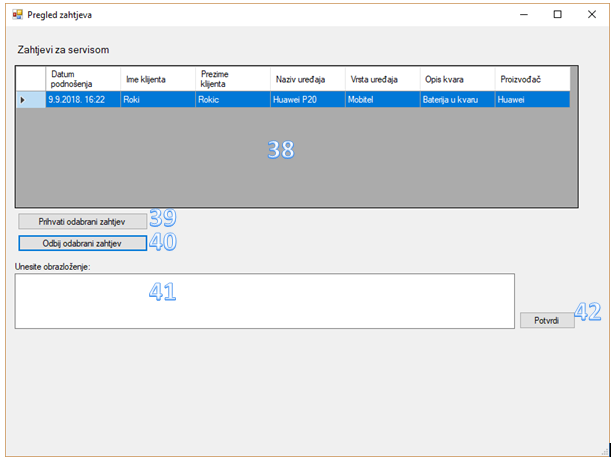 Pregled zahtjeva
Zahtjevi za servisom
Datum podnošenja Ime klijenta Prezime klijenta Naziv uređaja Vrsta uređaja Opis kvara Proizvođač
9.9.2018. 16:22 Roki Rokic Huawei P20 Mobitel Baterija u kvaru Huawei
38
Prihvati odabrani zahtjev 39
Odbij odabrani zahtjev 40
Unesite obrazloženje:
41
Potvrdi 42